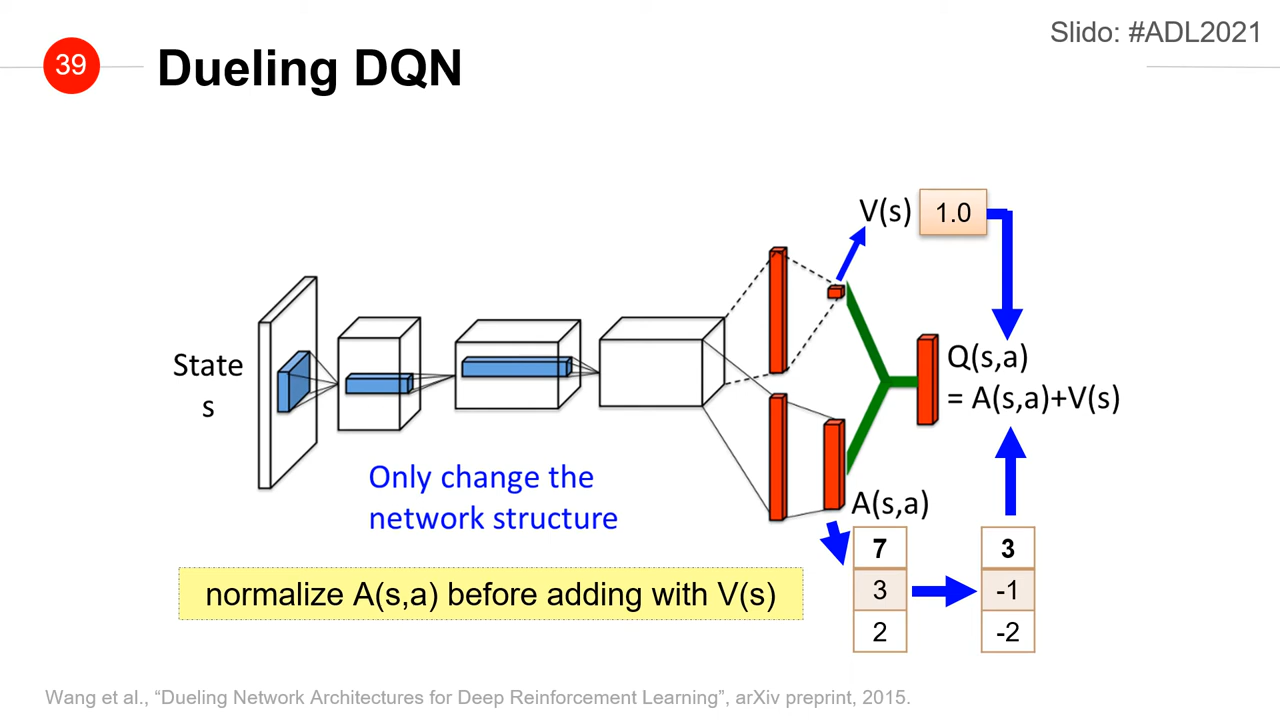 Slido: #ADL2021
39
Dueling DQN
V(s)
1.0
State
s
Q(s,a)
= A(s,a)+V(s)
Only change the
network structure
A(s,a)
7
3
2
3
-1
-2
normalize A(s,a) before adding with V(s)
Wang et al., “Dueling Network Architectures for Deep Reinforcement Learning”, arXiv preprint, 2015.